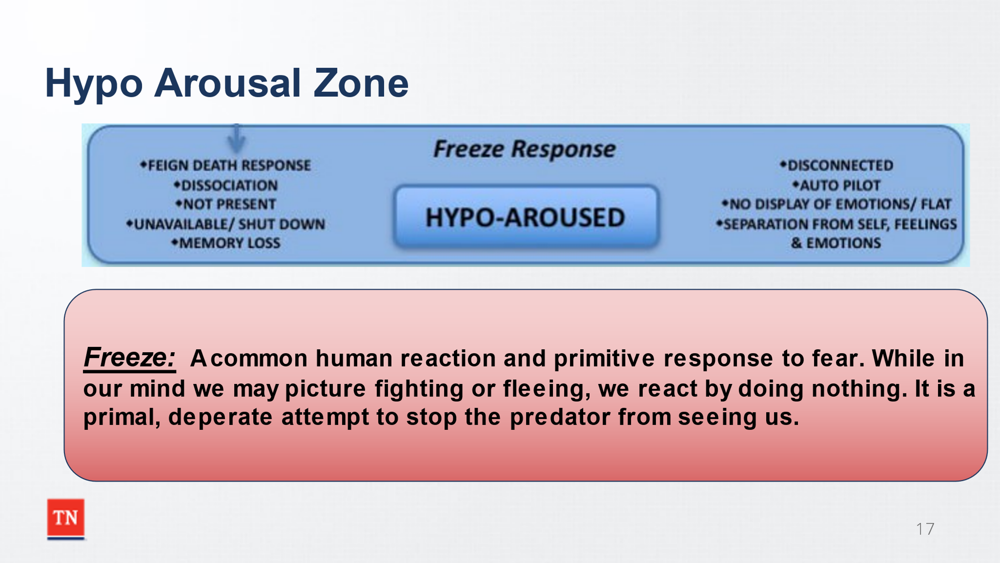 Hypo Arousal Zone
Freeze Response
◆FEIGN DEATH RESPONSE
◆DISSOCIATION
◆NOT PRESENT
◆UNAVAILABLE/ SHUT DOWN
◆MEMORY LOSS
HYPO-AROUSED
◆DISCONNECTED
◆AUTO PILOT
◆NO DISPLAY OF EMOTIONS/ FLAT
◆SEPARATION FROM SELF, FEELINGS
& EMOTIONS
Freeze: A common human reaction and primitive response to fear. While in
our mind we may picture fighting or fleeing, we react by doing nothing. It is a
primal, deperate attempt to stop the predator from seeing us.
TN
17